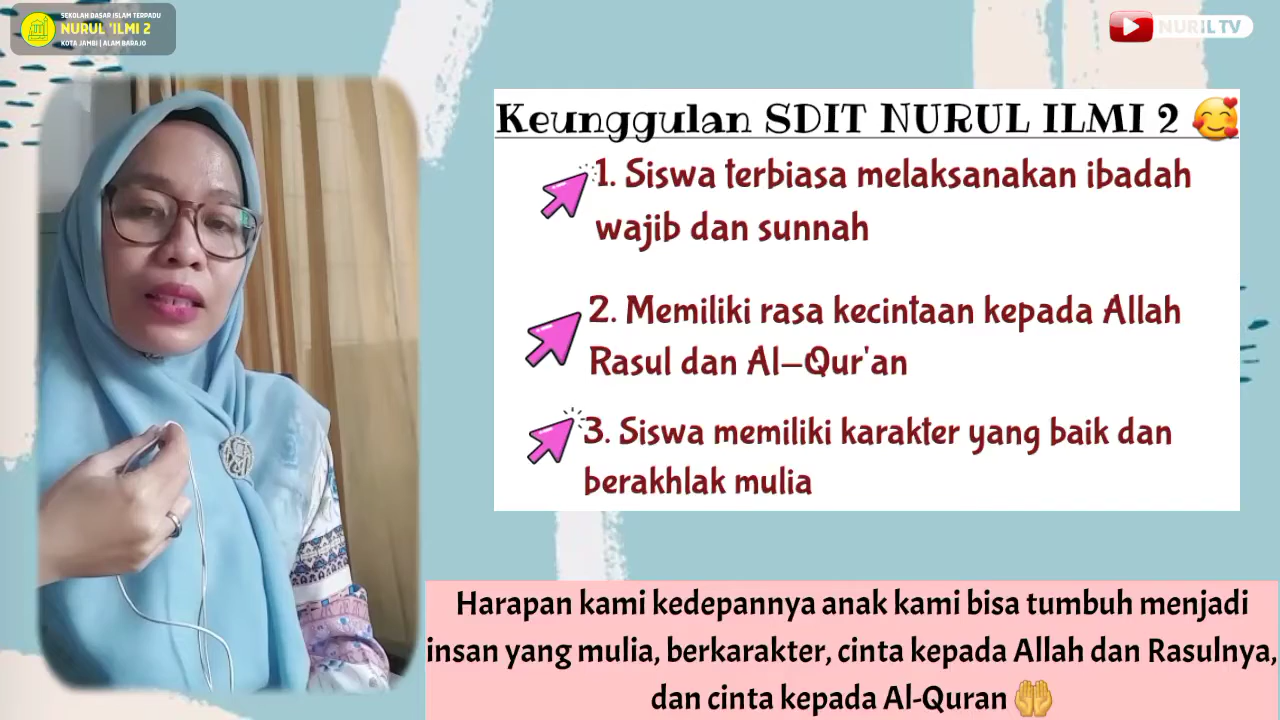 SEKOLAH DASAR ISLAM TERPADU
NURUL 'ILMI 2
KOTA JAMBI | ALAM BARAJO
NURIL TV
Keunggulan SDIT NURUL ILMI 2 🥰
1. Siswa terbiasa melaksanakan ibadah
wajib dan sunnah
2. Memiliki rasa kecintaan kepada Allah
Rasul dan Al-Qur'an
3. Siswa memiliki karakter yang baik dan
berakhlak mulia
Harapan kami kedepannya anak kami bisa tumbuh menjadi
insan yang mulia, berkarakter, cinta kepada Allah dan Rasulnya,
dan cinta kepada Al-Quran 🤲